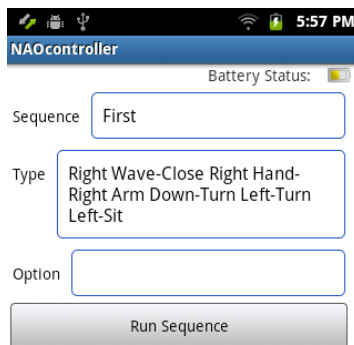 5:57 PM
NAOcontroller
Battery Status:
Sequence First
Type Right Wave-Close Right Hand-
Right Arm Down-Turn Left-Turn
Left-Sit
Option
Run Sequence